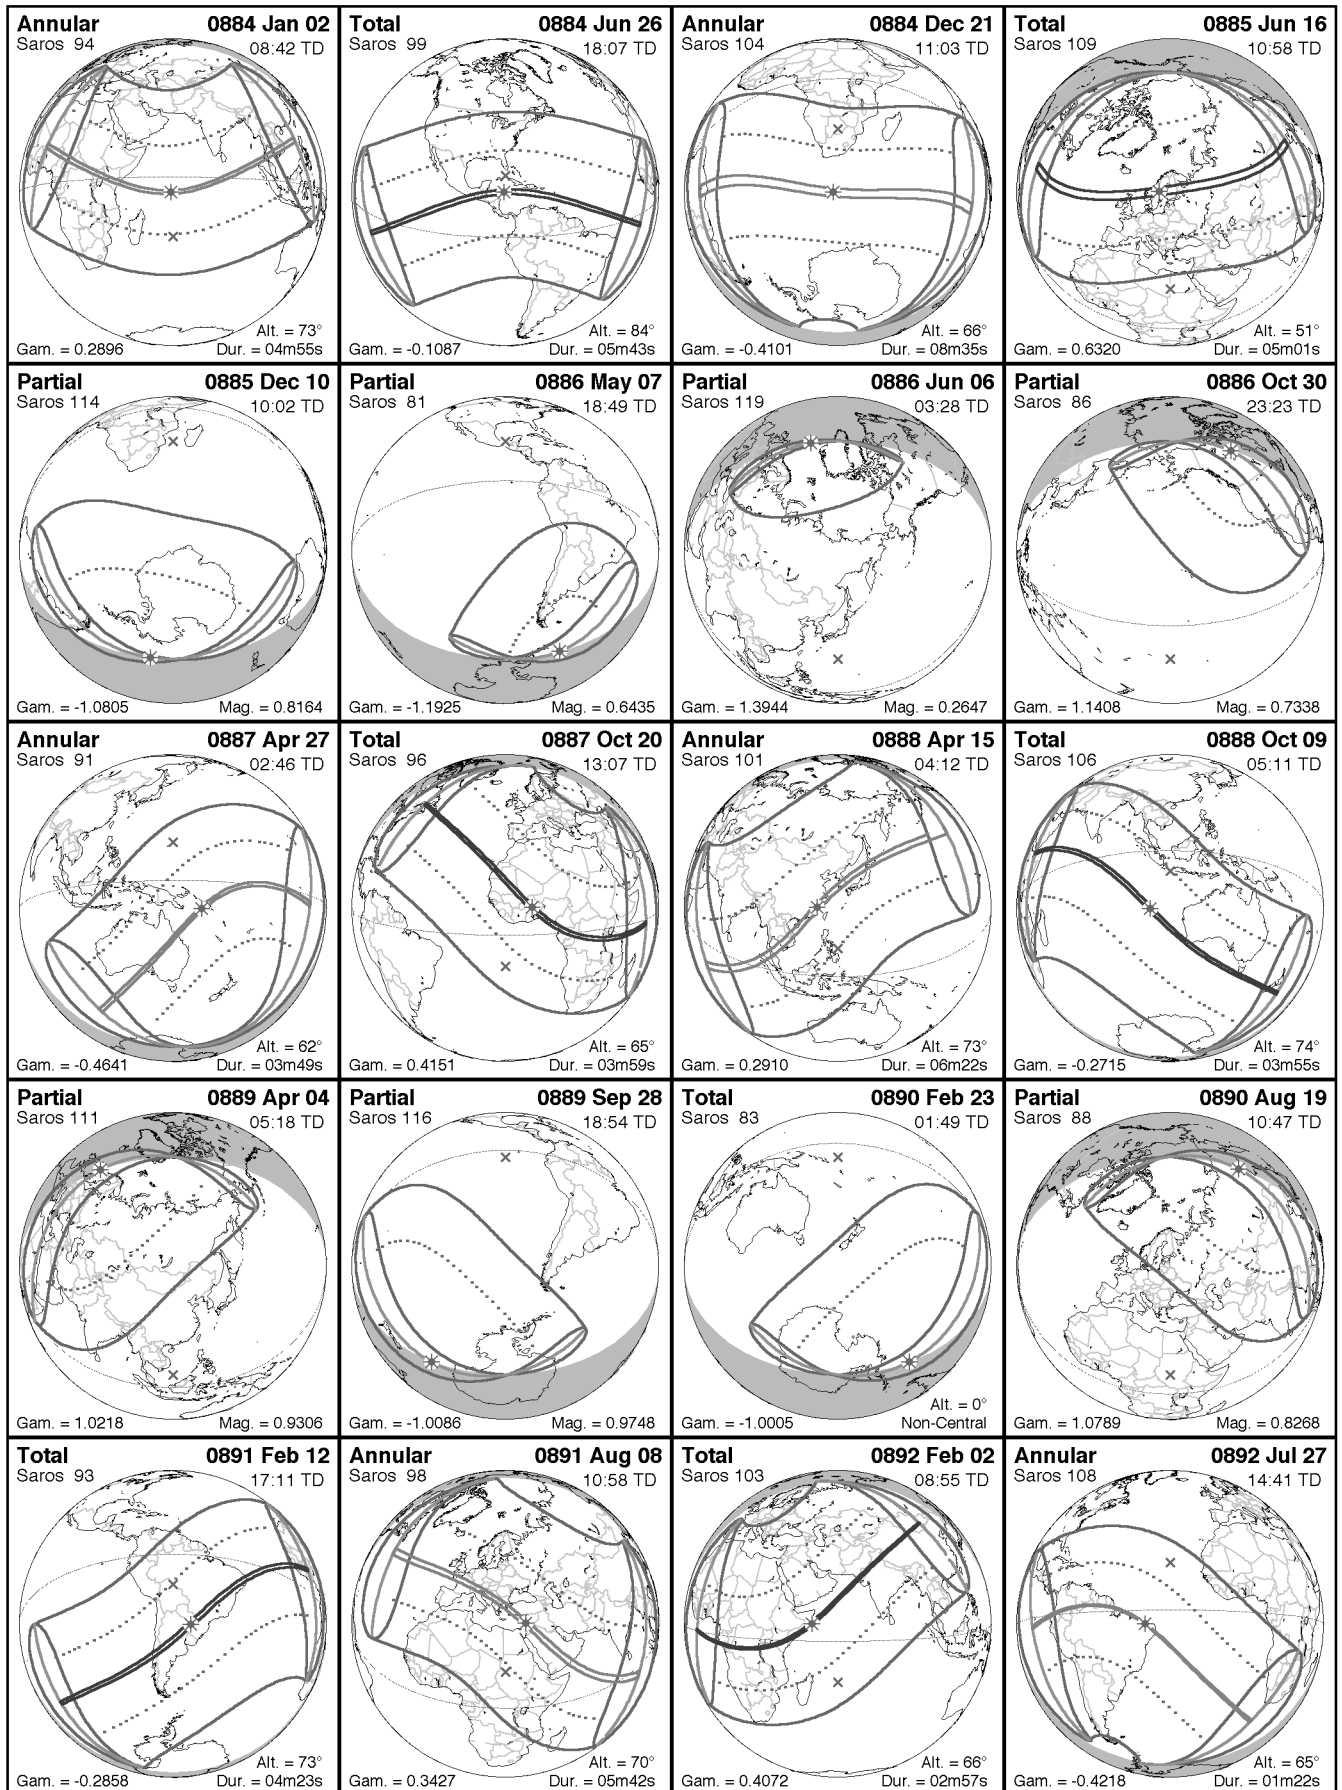 Annular 0884 Jan 02
Saros 94 08:42 TD
Alt. = 73°
Gam. = 0.2896 Dur. = 04m55s
Total 0884 Jun 26
Saros 99 18:07 TD
Alt. = 84°
Gam. = -0.1087 Dur. = 05m43s
Annular 0884 Dec 21
Saros 104 11:03 TD
Alt. = 66°
Gam. = -0.4101 Dur. = 08m35s
Total 0885 Jun 16
Saros 109 10:58 TD
Alt. = 51°
Gam. = 0.6320 Dur. = 05m01s
Partial 0885 Dec 10
Saros 114 10:02 TD
Gam. = -1.0805 Mag. = 0.8164
Partial 0886 May 07
Saros 81 18:49 TD
Gam. = -1.1925 Mag. = 0.6435
Partial 0886 Jun 06
Saros 119 03:28 TD
Gam. = 1.3944 Mag. = 0.2647
Partial 0886 Oct 30
Saros 86 23:23 TD
Gam. = 1.1408 Mag. = 0.7338
Annular 0887 Apr 27
Saros 91 02:46 TD
Alt. = 62°
Gam. = -0.4641 Dur. = 03m49s
Total 0887 Oct 20
Saros 96 13:07 TD
Alt. = 65°
Gam. = 0.4151 Dur. = 03m59s
Annular 0888 Apr 15
Saros 101 04:12 TD
Alt. = 73°
Gam. = 0.2910 Dur. = 06m22s
Total 0888 Oct 09
Saros 106 05:11 TD
Alt. = 74°
Gam. = -0.2715 Dur. = 03m55s
Partial 0889 Apr 04
Saros 111 05:18 TD
Gam. = 1.0218 Mag. = 0.9306
Partial 0889 Sep 28
Saros 116 18:54 TD
Gam. = -1.0086 Mag. = 0.9748
Total 0890 Feb 23
Saros 83 01:49 TD
Alt. = 0°
Gam. = -1.0005 Non-Central
Partial 0890 Aug 19
Saros 88 10:47 TD
Gam. = 1.0789 Mag. = 0.8268
Total 0891 Feb 12
Saros 93 17:11 TD
Alt. = 73°
Gam. = -0.2858 Dur. = 04m23s
Annular 0891 Aug 08
Saros 98 10:58 TD
Alt. = 70°
Gam. = 0.3427 Dur. = 05m42s
Total 0892 Feb 02
Saros 103 08:55 TD
Alt. = 66°
Gam. = 0.4072 Dur. = 02m57s
Annular 0892 Jul 27
Saros 108 14:41 TD
Alt. = 65°
Gam. = -0.4218 Dur. = 01m22s